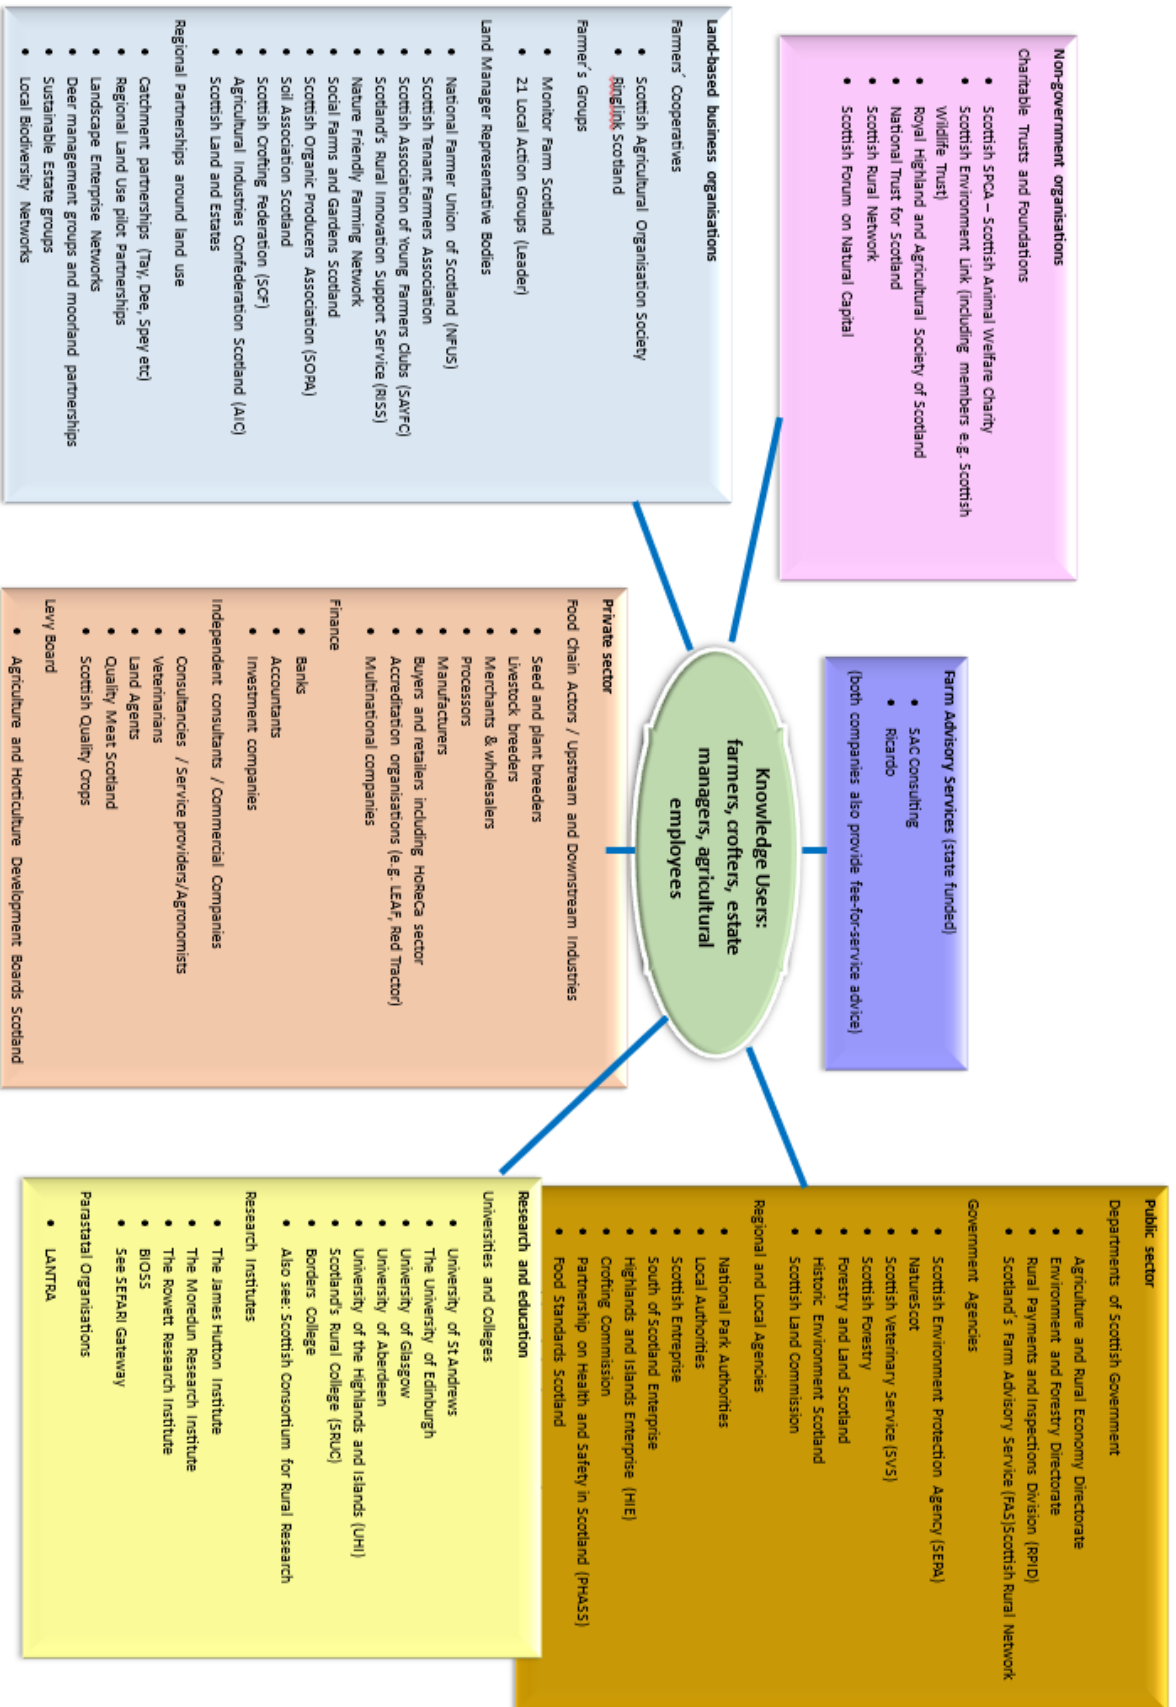 Non-government organisations
Charitable Trusts and Foundations
• Scottish SPCA – Scottish Animal Welfare Charity
• Scottish Environment Link (including members e.g. Scottish
Wildlife Trust)
• Royal Highland and Agricultural Society of Scotland
• National Trust for Scotland
• Scottish Rural Network
• Scottish Forum on Natural Capital
Farm Advisory Services (state funded)
• SAC Consulting
• Ricardo
(both companies also provide fee-for-service advice)
Public sector
Departments of Scottish Government
• Agriculture and Rural Economy Directorate
• Environment and Forestry Directorate
• Rural Payments and Inspections Division (RPID)
• Scotland's Farm Advisory Service (FAS)Scottish Rural Network
Government Agencies
• Scottish Environment Protection Agency (SEPA)
• NatureScot
• Scottish Veterinary Service (SVS)
• Scottish Forestry
• Forestry and Land Scotland
• Historic Environment Scotland
• Scottish Land Commission
Regional and Local Agencies
• National Park Authorities
• Local Authorities
• Scottish Entreprise
• South of Scotland Enterprise
• Highlands and Islands Enterprise (HIE)
• Crofting Commission
• Partnership on Health and Safety in Scotland (PHASS)
• Food Standards Scotland
Knowledge Users:
farmers, crofters, estate
managers, agricultural
employees
Land-based business organisations
Farmers´ Cooperatives
• Scottish Agricultural Organisation Society
• Ringlink Scotland
Farmer´s Groups
• Monitor Farm Scotland
• 21 Local Action Groups (Leader)
Land Manager Representative Bodies
• National Farmer Union of Scotland (NFUS)
• Scottish Tenant Farmers Association
• Scottish Association of Young Farmers Clubs (SAYFC)
• Scotland's Rural Innovation Support Service (RISS)
• Nature Friendly Farming Network
• Social Farms and Gardens Scotland
• Scottish Organic Producers Association (SOPA)
• Soil Association Scotland
• Scottish Crofting Federation (SCF)
• Agricultural Industries Confederation Scotland (AIC)
• Scottish Land and Estates
Regional Partnerships around land use
• Catchment partnerships (Tay, Dee, Spey etc)
• Regional Land Use pilot Partnerships
• Landscape Enterprise Networks
• Deer management groups and moorland partnerships
• Sustainable Estate groups
• Local Biodiversity Networks
Private sector
Food Chain Actors / Upstream and Downstream Industries
• Seed and plant breeders
• Livestock breeders
• Merchants & wholesalers
• Processors
• Manufacturers
• Buyers and retailers including HoReCa sector
• Accreditation organisations (e.g. LEAF, Red Tractor)
• Multinational companies
Finance
• Banks
• Accountants
• Investment companies
Independent consultants / Commercial Companies
• Consultancies / Service providers/Agronomists
• Veterinarians
• Land Agents
• Quality Meat Scotland
• Scottish Quality Crops
Levy Board
• Agriculture and Horticulture Development Boards Scotland
Research and education
Universities and Colleges
• University of St Andrews
• The University of Edinburgh
• University of Glasgow
• University of Aberdeen
• University of the Highlands and Islands (UHI)
• Scotland's Rural College (SRUC)
• Borders College
• Also see: Scottish Consortium for Rural Research
Research Institutes
• The James Hutton Institute
• The Moredun Research Institute
• The Rowett Research Institute
• BIOSS
• See SEFARI Gateway
Parastatal Organisations
• LANTRA